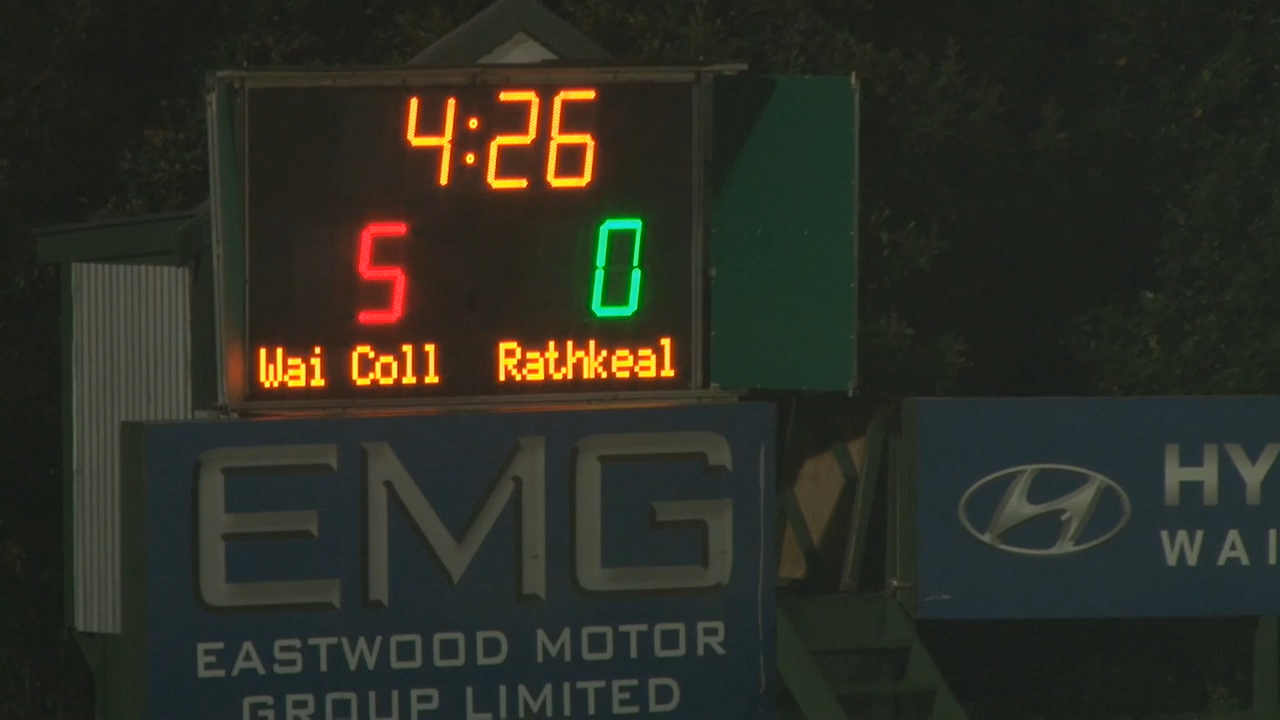 4:26
5 0
Wai Coll Rathkeal
EMG
EASTWOOD MOTOR
GROUP LIMITED
HY
WAI